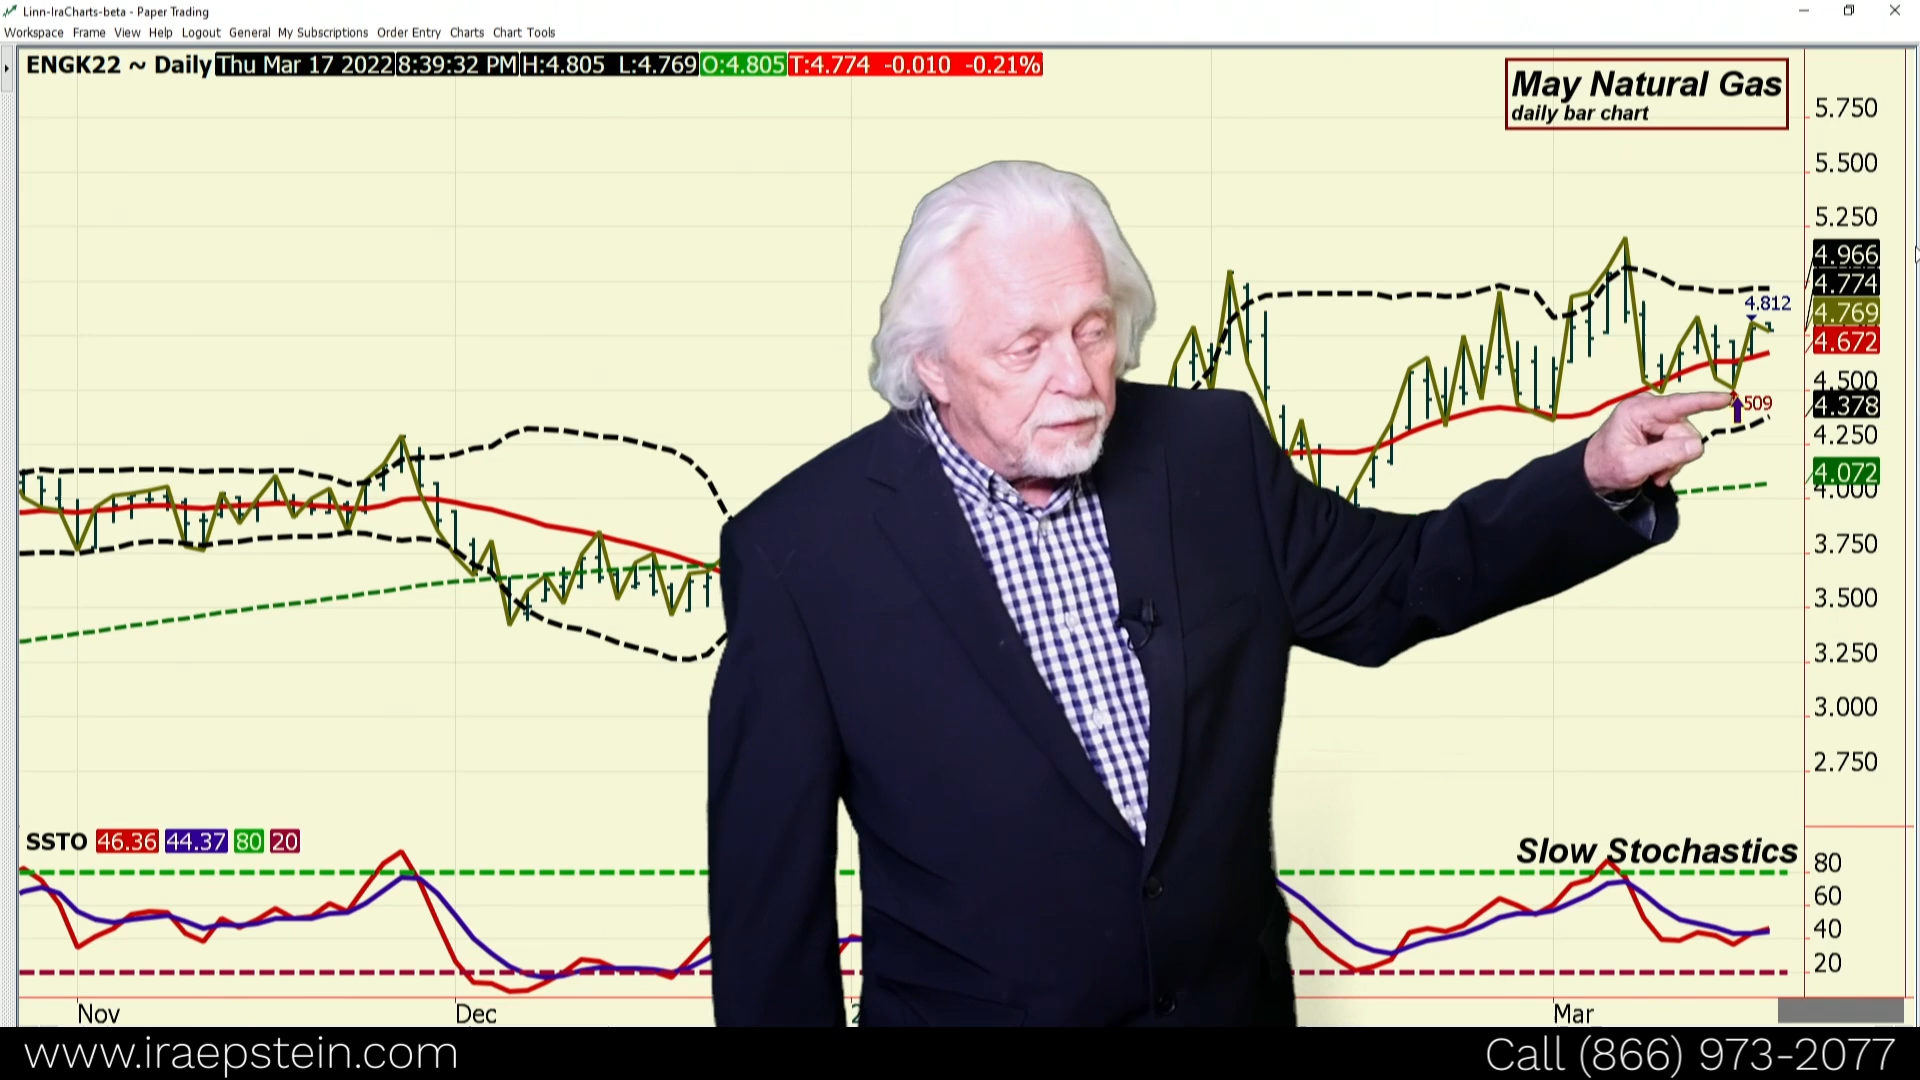 Linn-IraCharts-beta - Paper Trading
Workspace Frame View Help Logout General My Subscriptions Order Entry Charts Chart Tools
ENGK22 ~ Daily Thu Mar 17 2022 8:39:32 PM H:4.805 L:4.769 O:4.805 T:4.774 -0.010 -0.21%
May Natural Gas
daily bar chart
5.750
5.500
5.250
4.966
4.774
4.812
4.769
4.672
4.500
509
4.378
4.250
4.072
4.000
3.750
3.500
3.250
3.000
2.750
SSTO 46.36 44.37 80 20
Slow Stochastics
80
60
40
20
Nov Dec Mar
www.iraepstein.com
Call (866) 973-2077